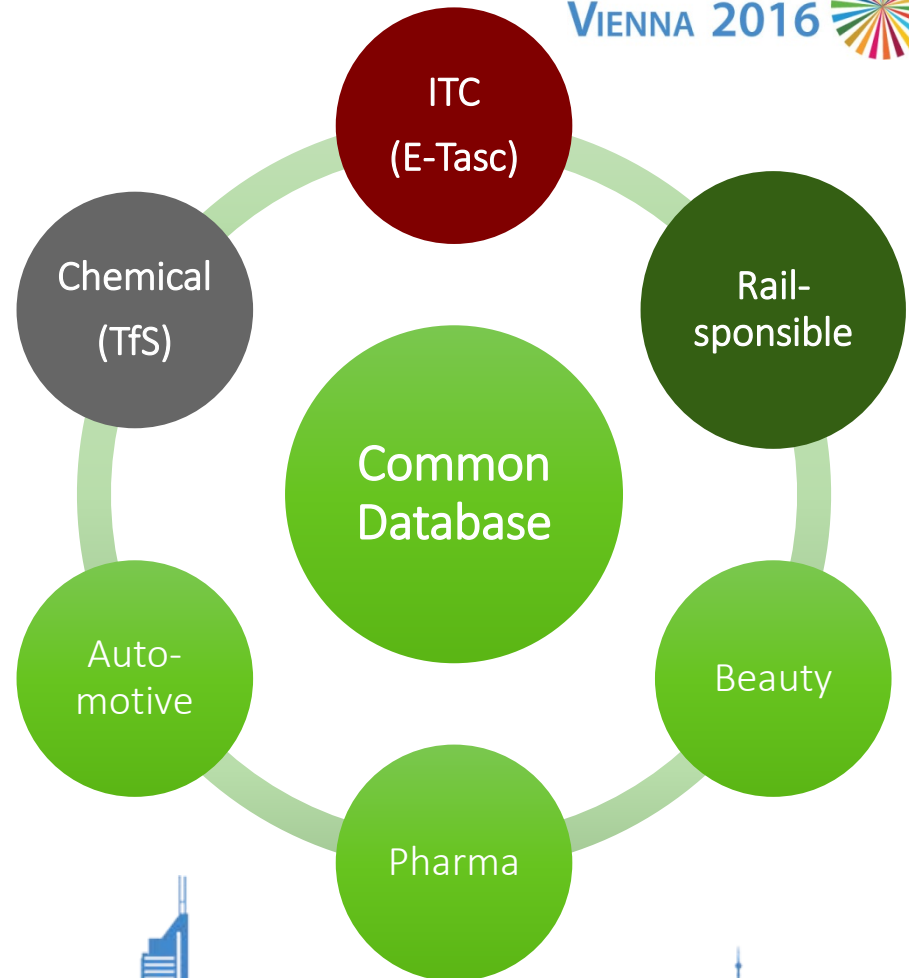 VIENNA 2016
ITC
(E-Tasc)
Chemical
(TfS)
Rail-
sponsible
Common
Database
Auto-
motive
Beauty
Pharma